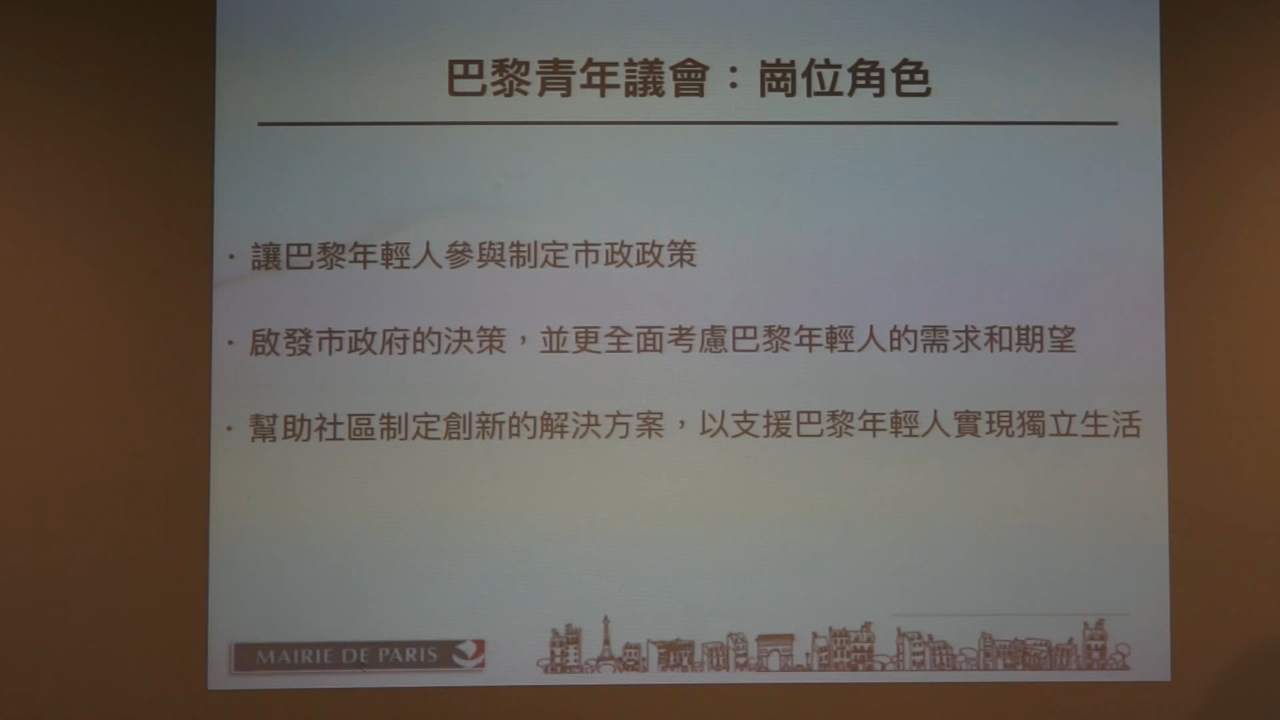 巴黎青年議會：崗位角色
· 讓巴黎年輕人參與制定市政政策
· 啟發市政府的決策，並更全面考慮巴黎年輕人的需求和期望
· 幫助社區制定創新的解決方案，以支援巴黎年輕人實現獨立生活
MAIRIE DE PARIS